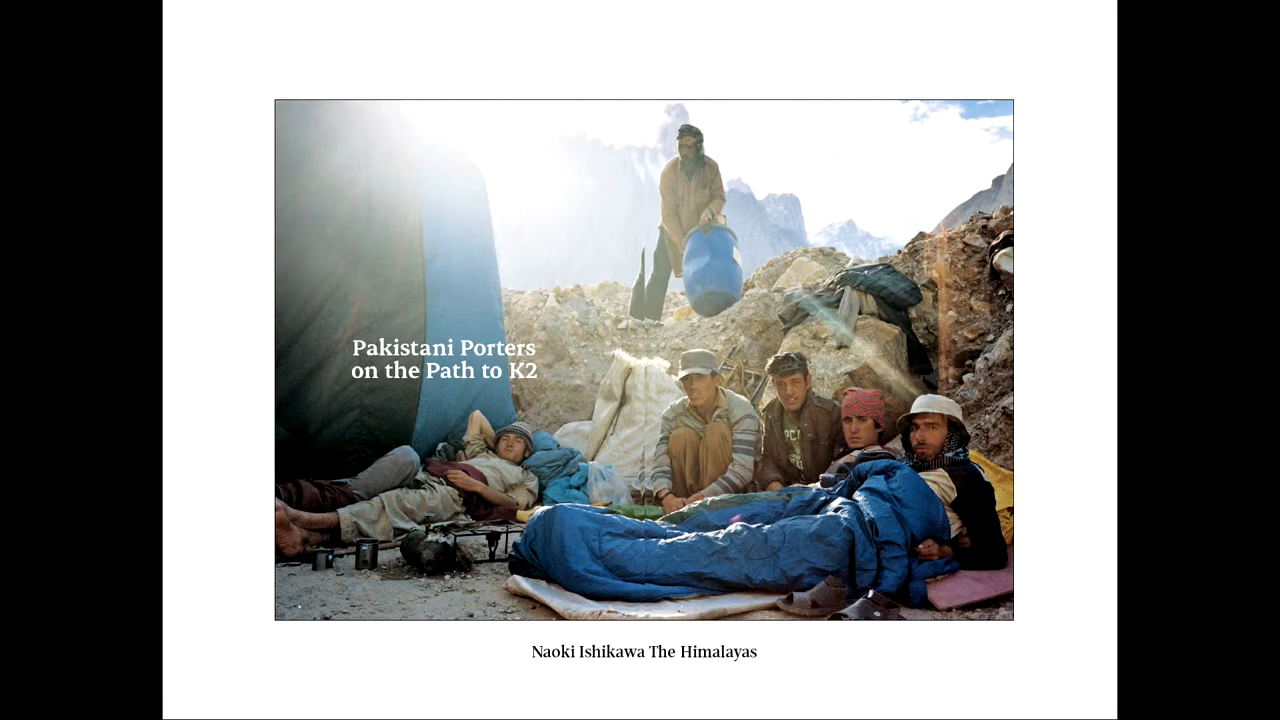 Pakistani Porters
on the Path to K2
Naoki Ishikawa The Himalayas